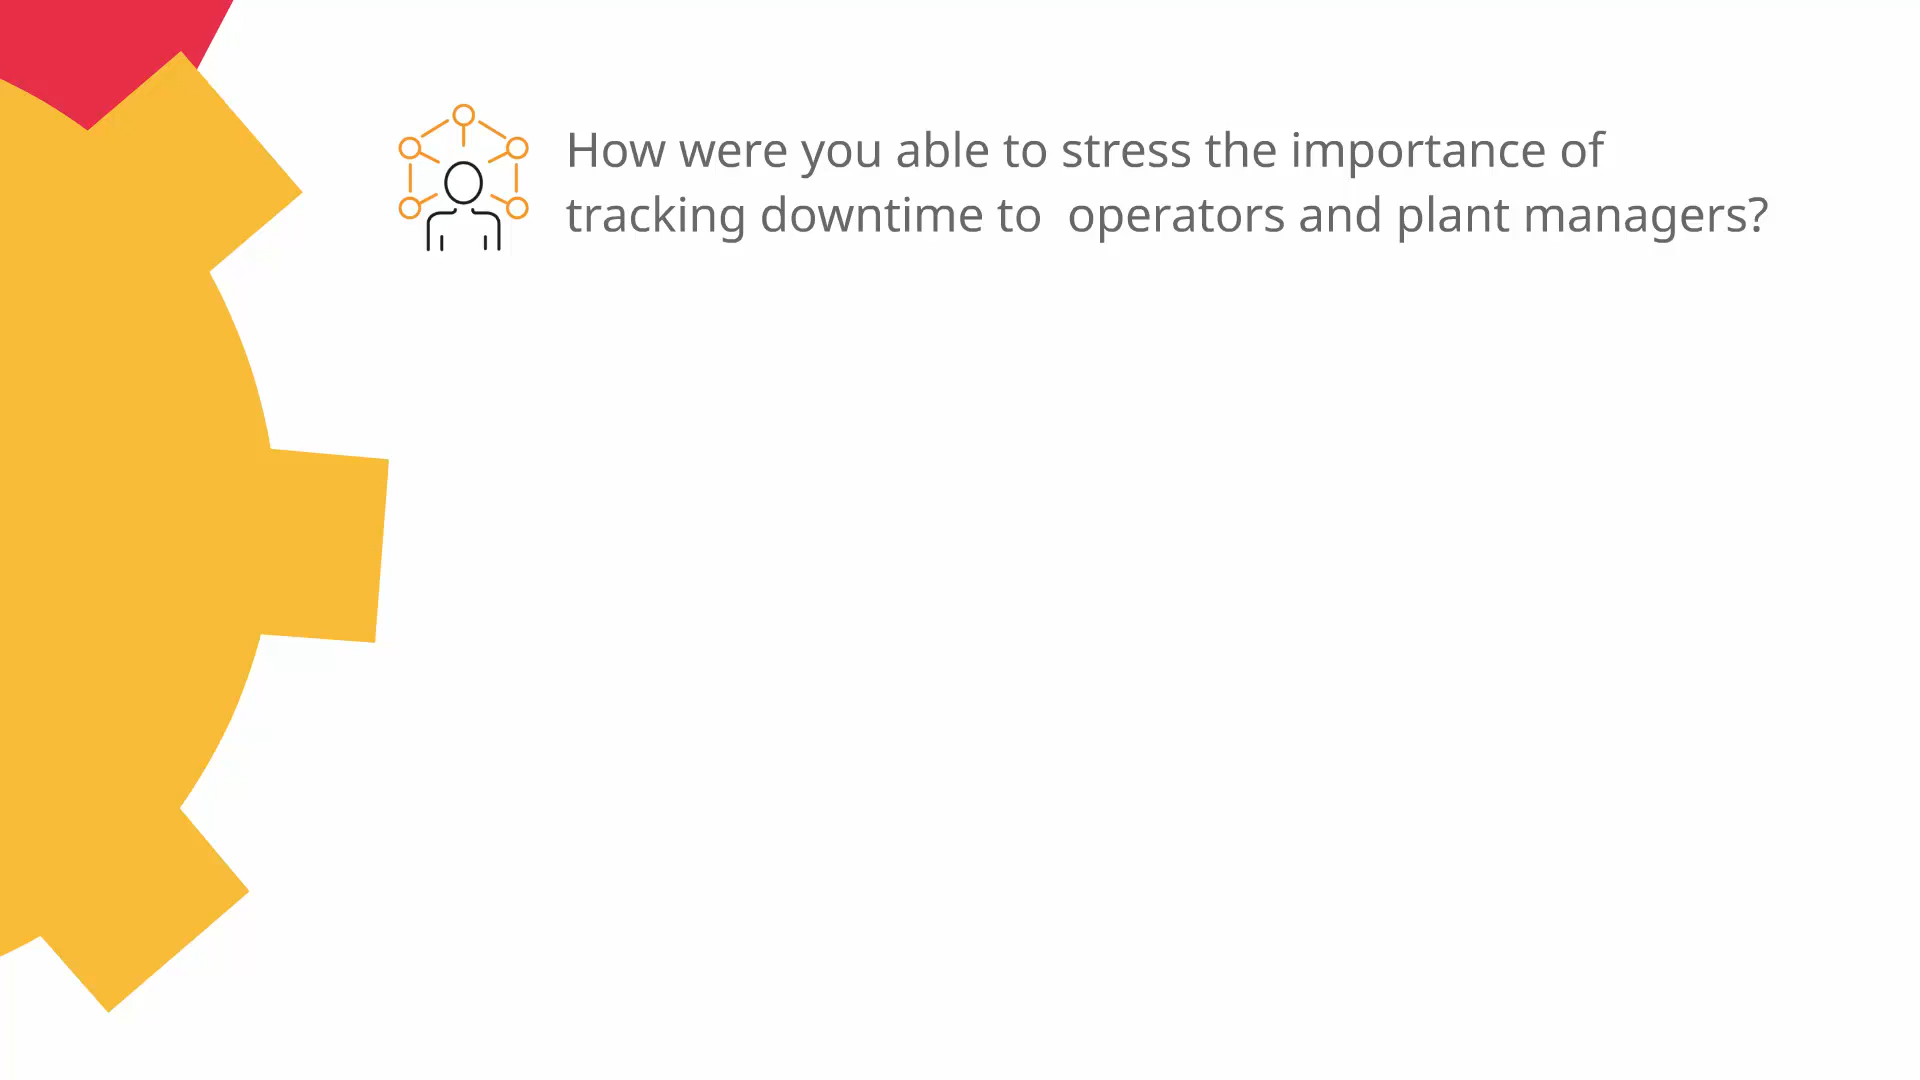 How were you able to stress the importance of
tracking downtime to  operators and plant managers?